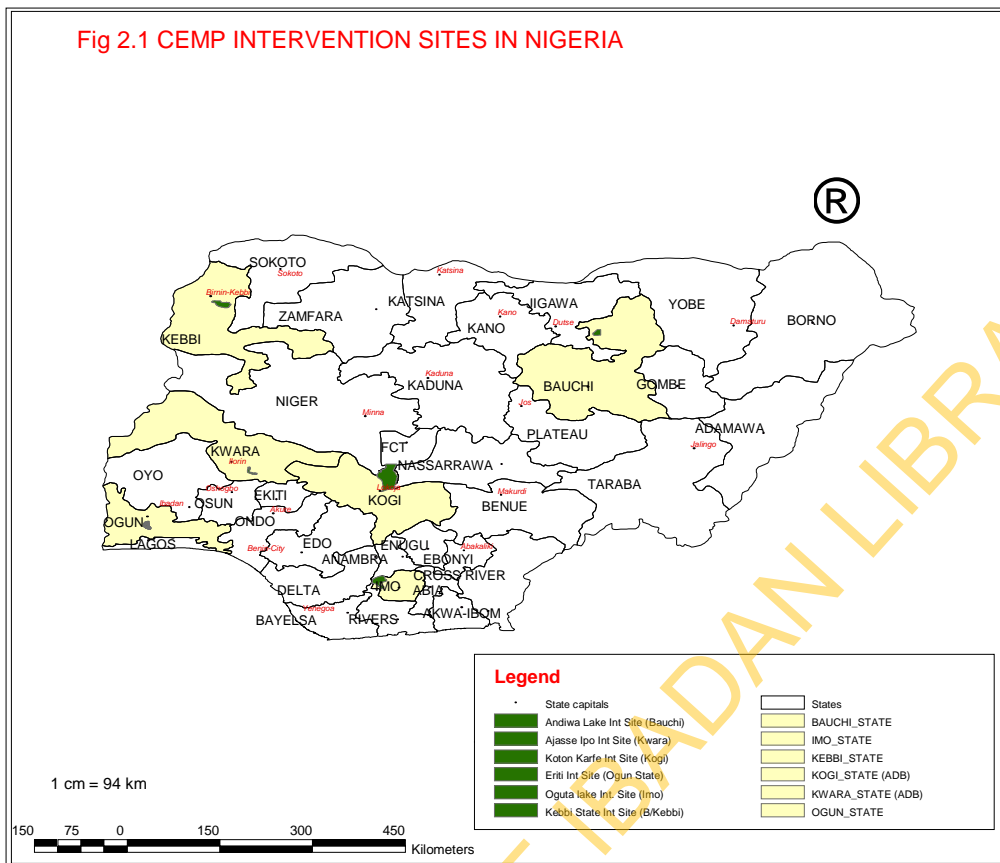 Fig 2.1 CEMP INTERVENTION SITES IN NIGERIA
®
SOKOTO
Sokoto
Katsina
Birnin-Kebbi
KATSINA
JIGAWA
YOBE
ZAMFARA
Kano
KANO
Dutse
Damaturu
BORNO
KEBBI
Kaduna
KADUNA
BAUCHI
GOMBE
NIGER
Jos
Minna
PLATEAU
ADAMAWA
Jalingo
FCT
KWARA
Ilorin
NASSARRAWA
OYO
TARABA
Oshogbo
EKITI
KOGI
Makurdi
BENUE
Ibadan
OSUN
Akure
OGUN
ONDO
LAGOS
Benin-City
EDO
ENUGU
Abakaliki
ANAMBRA
EBONYI
CROSS RIVER
DELTA
IMO
ABIA
Yenegoa
AKWA-IBOM
BAYELSA
RIVERS
Legend
State capitals
Andiwa Lake Int Site (Bauchi)
Ajasse Ipo Int Site (Kwara)
Koton Karfe Int Site (Kogi)
Eriti Int Site (Ogun State)
Oguta lake Int. Site (Imo)
Kebbi State Int Site (B/Kebbi)
States
BAUCHI_STATE
IMO_STATE
KEBBI_STATE
KOGI_STATE (ADB)
KWARA_STATE (ADB)
OGUN_STATE
1 cm = 94 km
150 75 0 150 300 450
Kilometers
IBADAN LIBRA